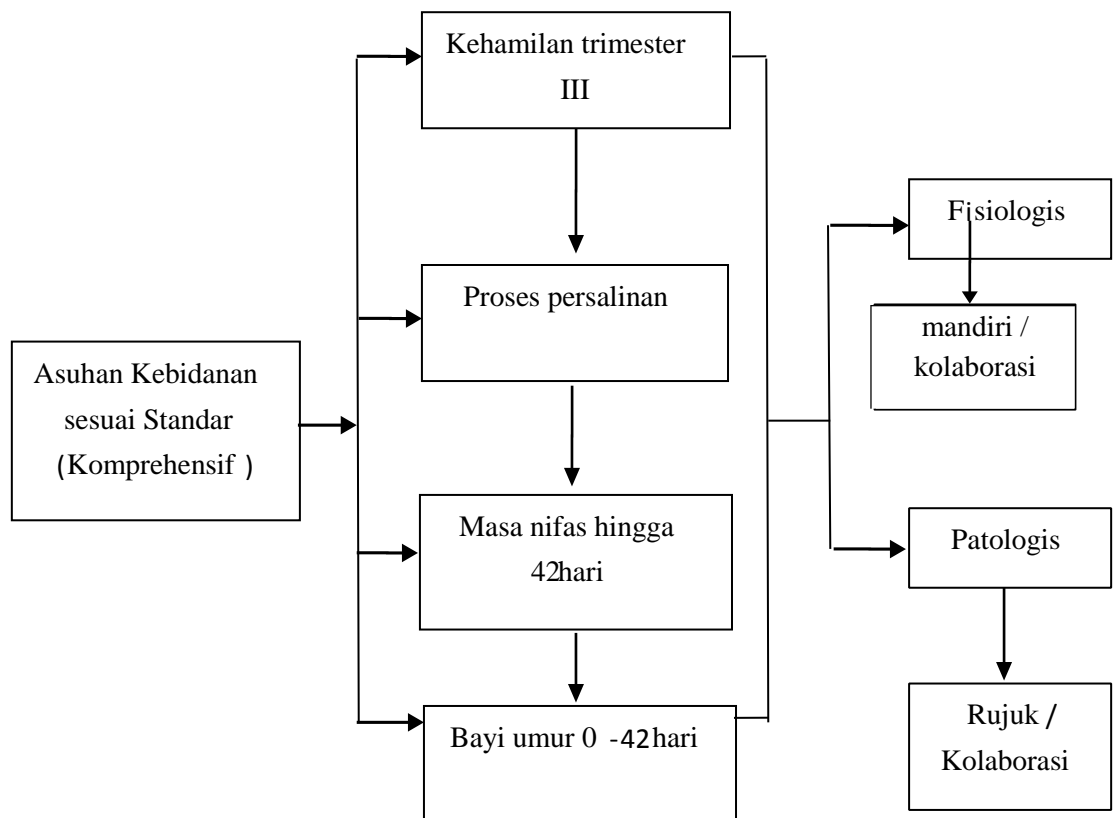 Kehamilan trimester
III
Proses persalinan
Asuhan Kebidanan
sesuai Standar
(Komprehensif )
Masa nifas hingga
42hari
Bayi umur 0 -42hari
Fisiologis
mandiri /
kolaborasi
Patologis
Rujuk /
Kolaborasi